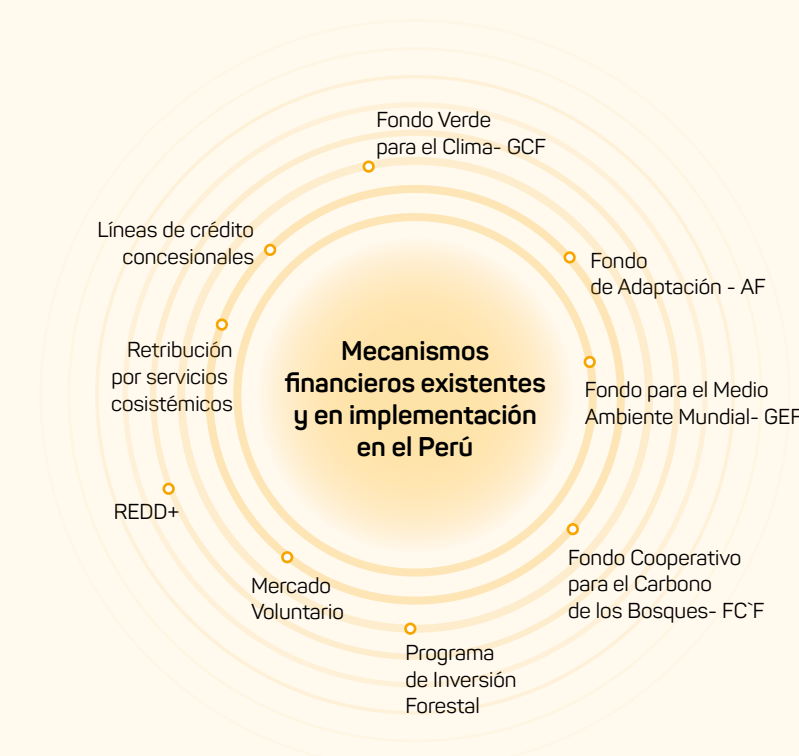 Fondo Verde
para el Clima- GCF
Líneas de crédito
concesionales
Fondo
de Adaptación - AF
Retribución
por servicios
cosistémicos
Mecanismos
financieros existentes
y en implementación
en el Perú
Fondo para el Medio
Ambiente Mundial- GEF
REDD+
Fondo Cooperativo
para el Carbono
de los Bosques- FC`F
Mercado
Voluntario
Programa
de Inversión
Forestal